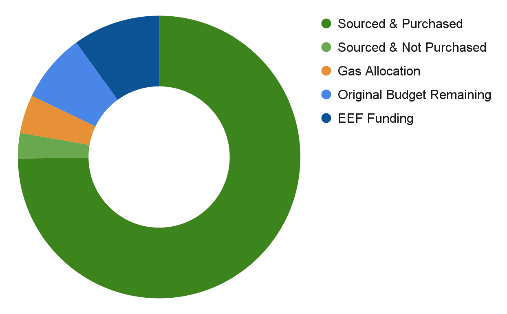 Sourced & Purchased
Sourced & Not Purchased
Gas Allocation
Original Budget Remaining
EEF Funding